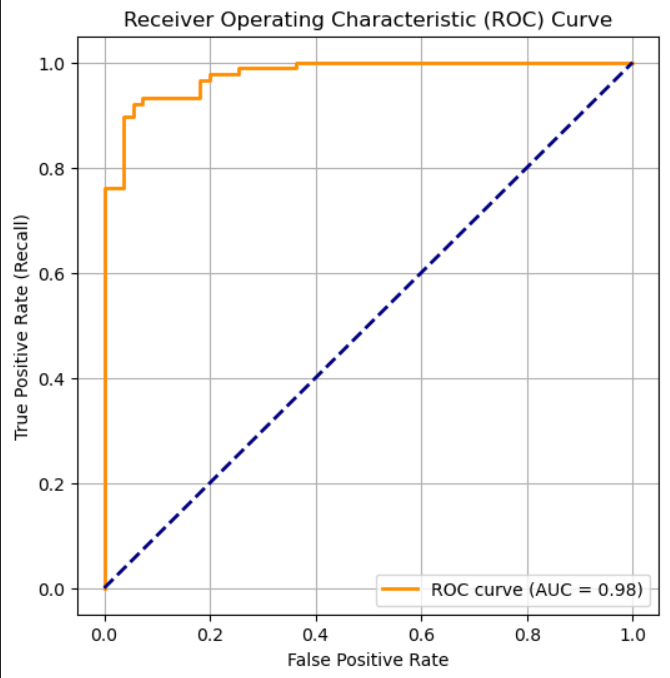 Receiver Operating Characteristic (ROC) Curve
True Positive Rate (Recall)
1.0
0.8
0.6
0.4
0.2
0.0
ROC curve (AUC = 0.98)
0.0 0.2 0.4 0.6 0.8 1.0
False Positive Rate